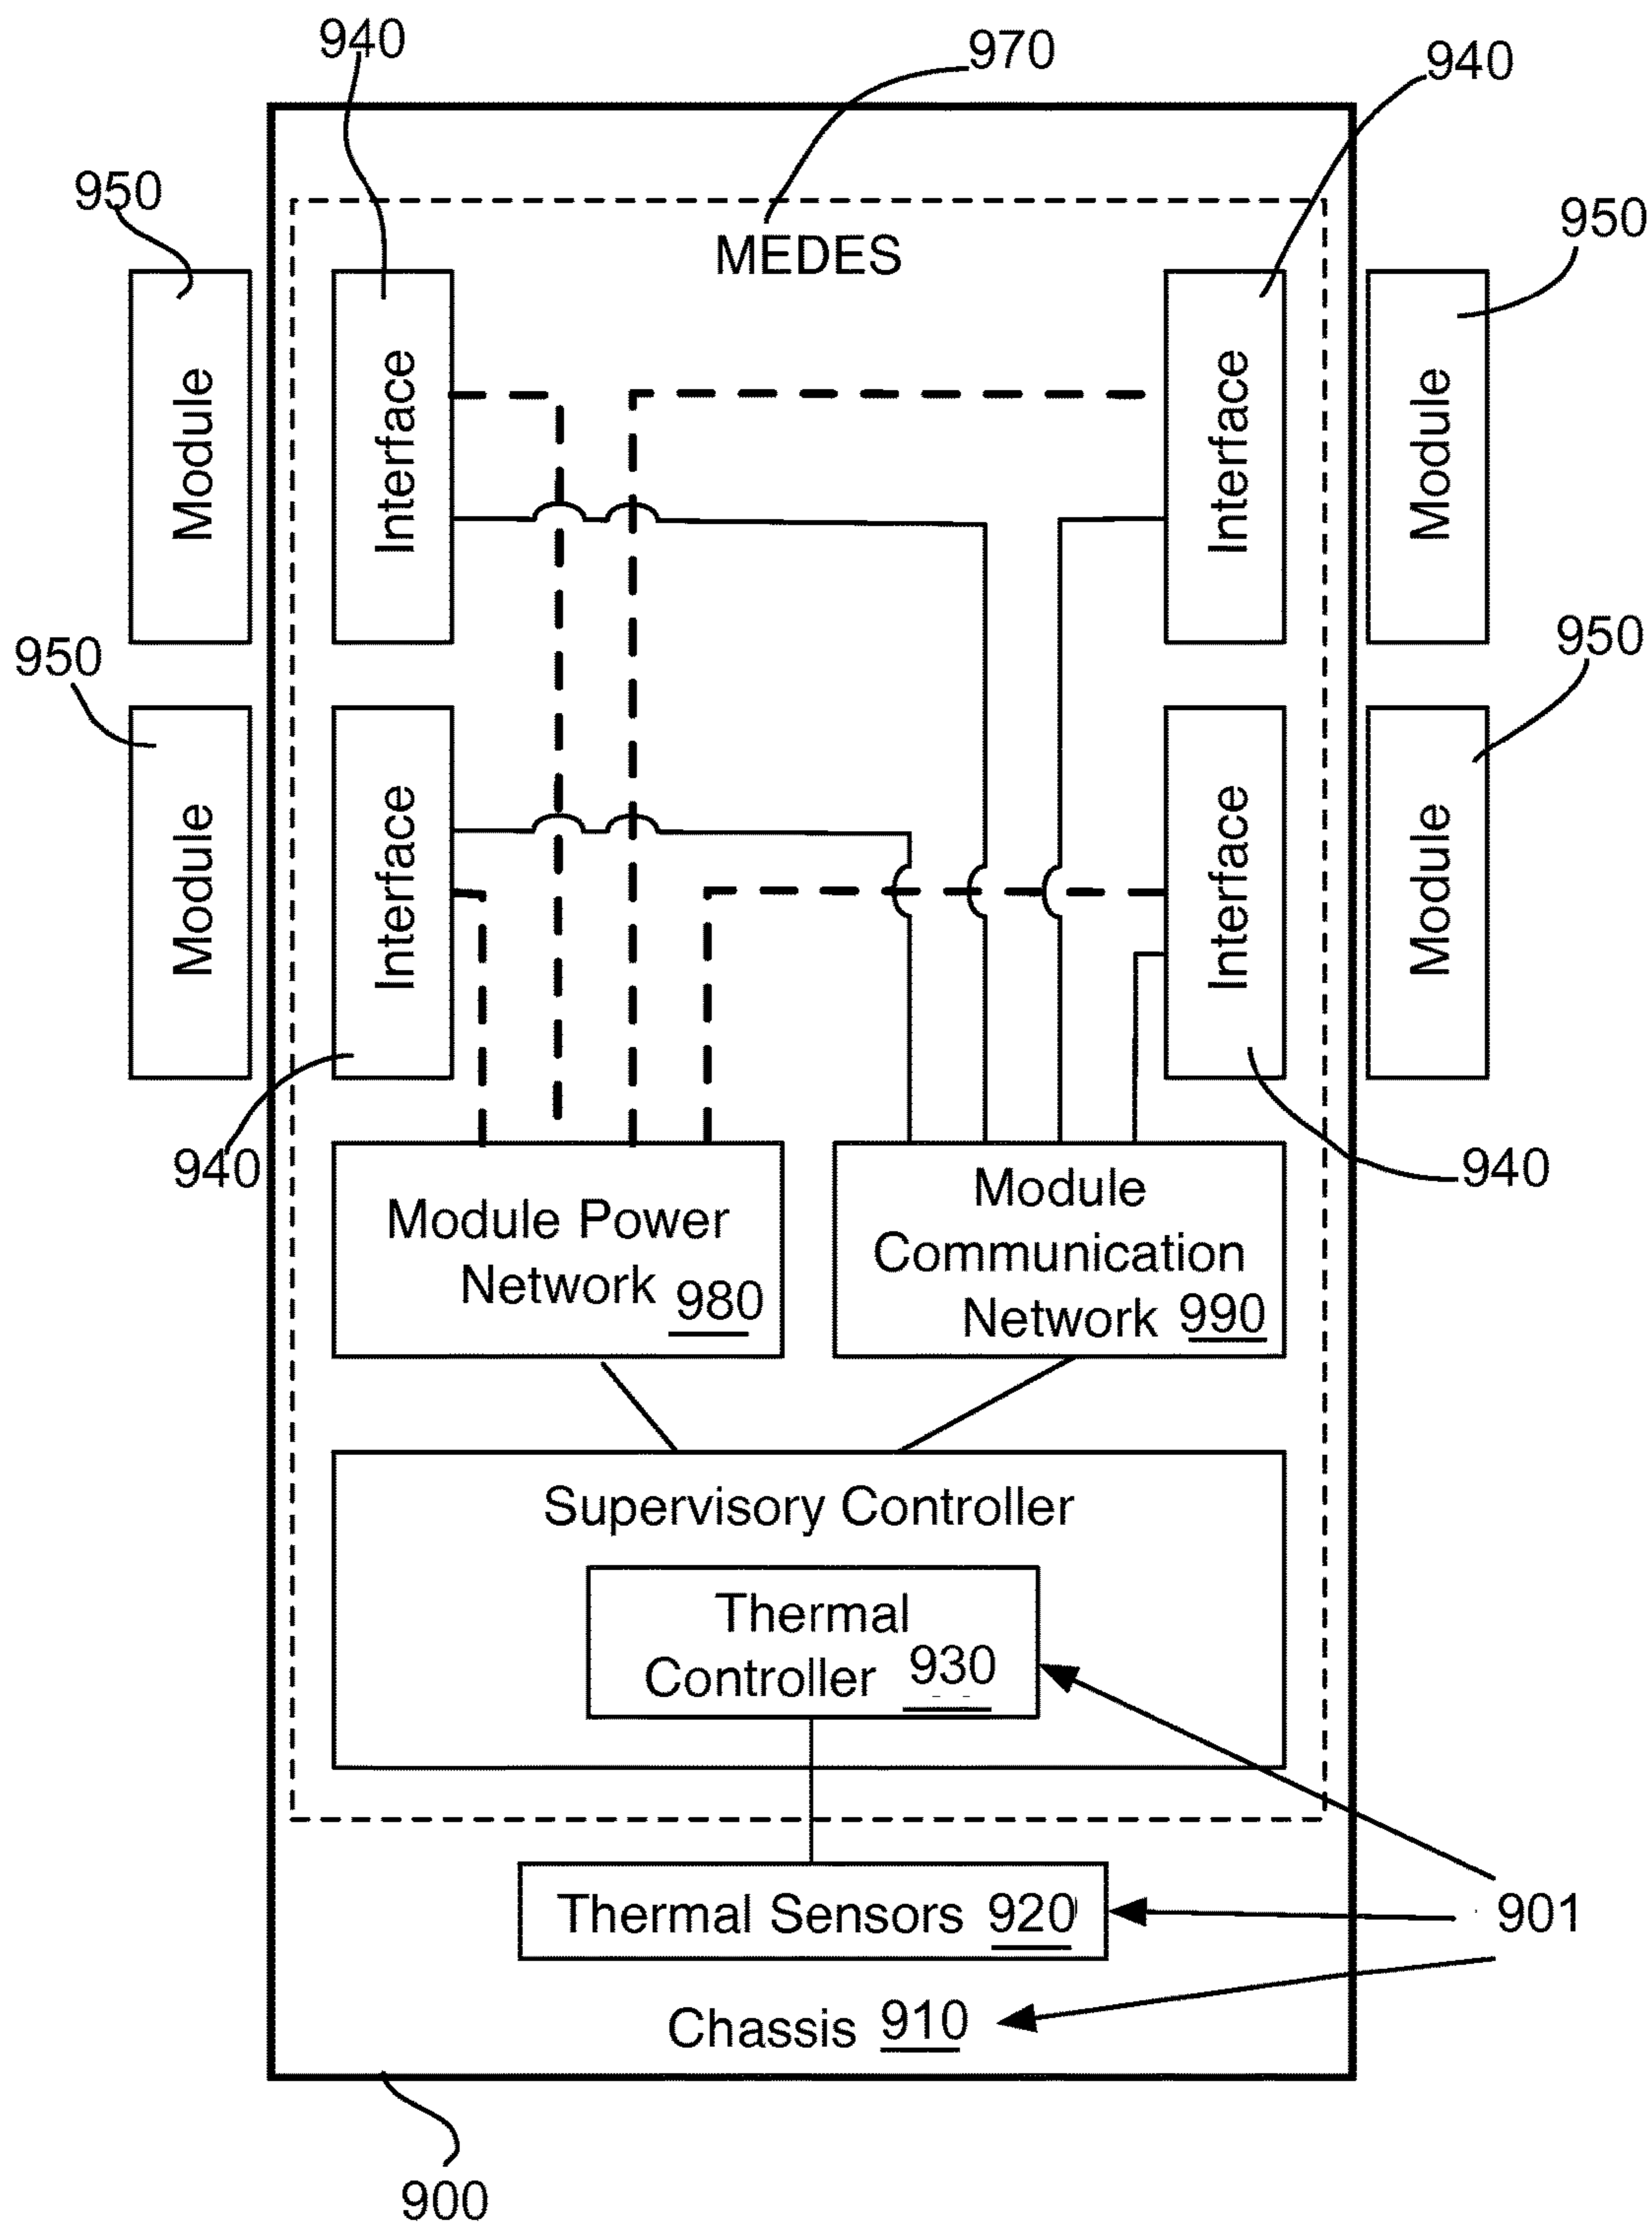 940
970
940
950
950
MEDES
Module
Interface
Interface
Module
950
950
Module
Interface
Interface
Module
940
940
Module Power
Network 980
Module
Communication
Network 990
Supervisory Controller
Thermal
Controller 930
Thermal Sensors 920
901
Chassis 910
900